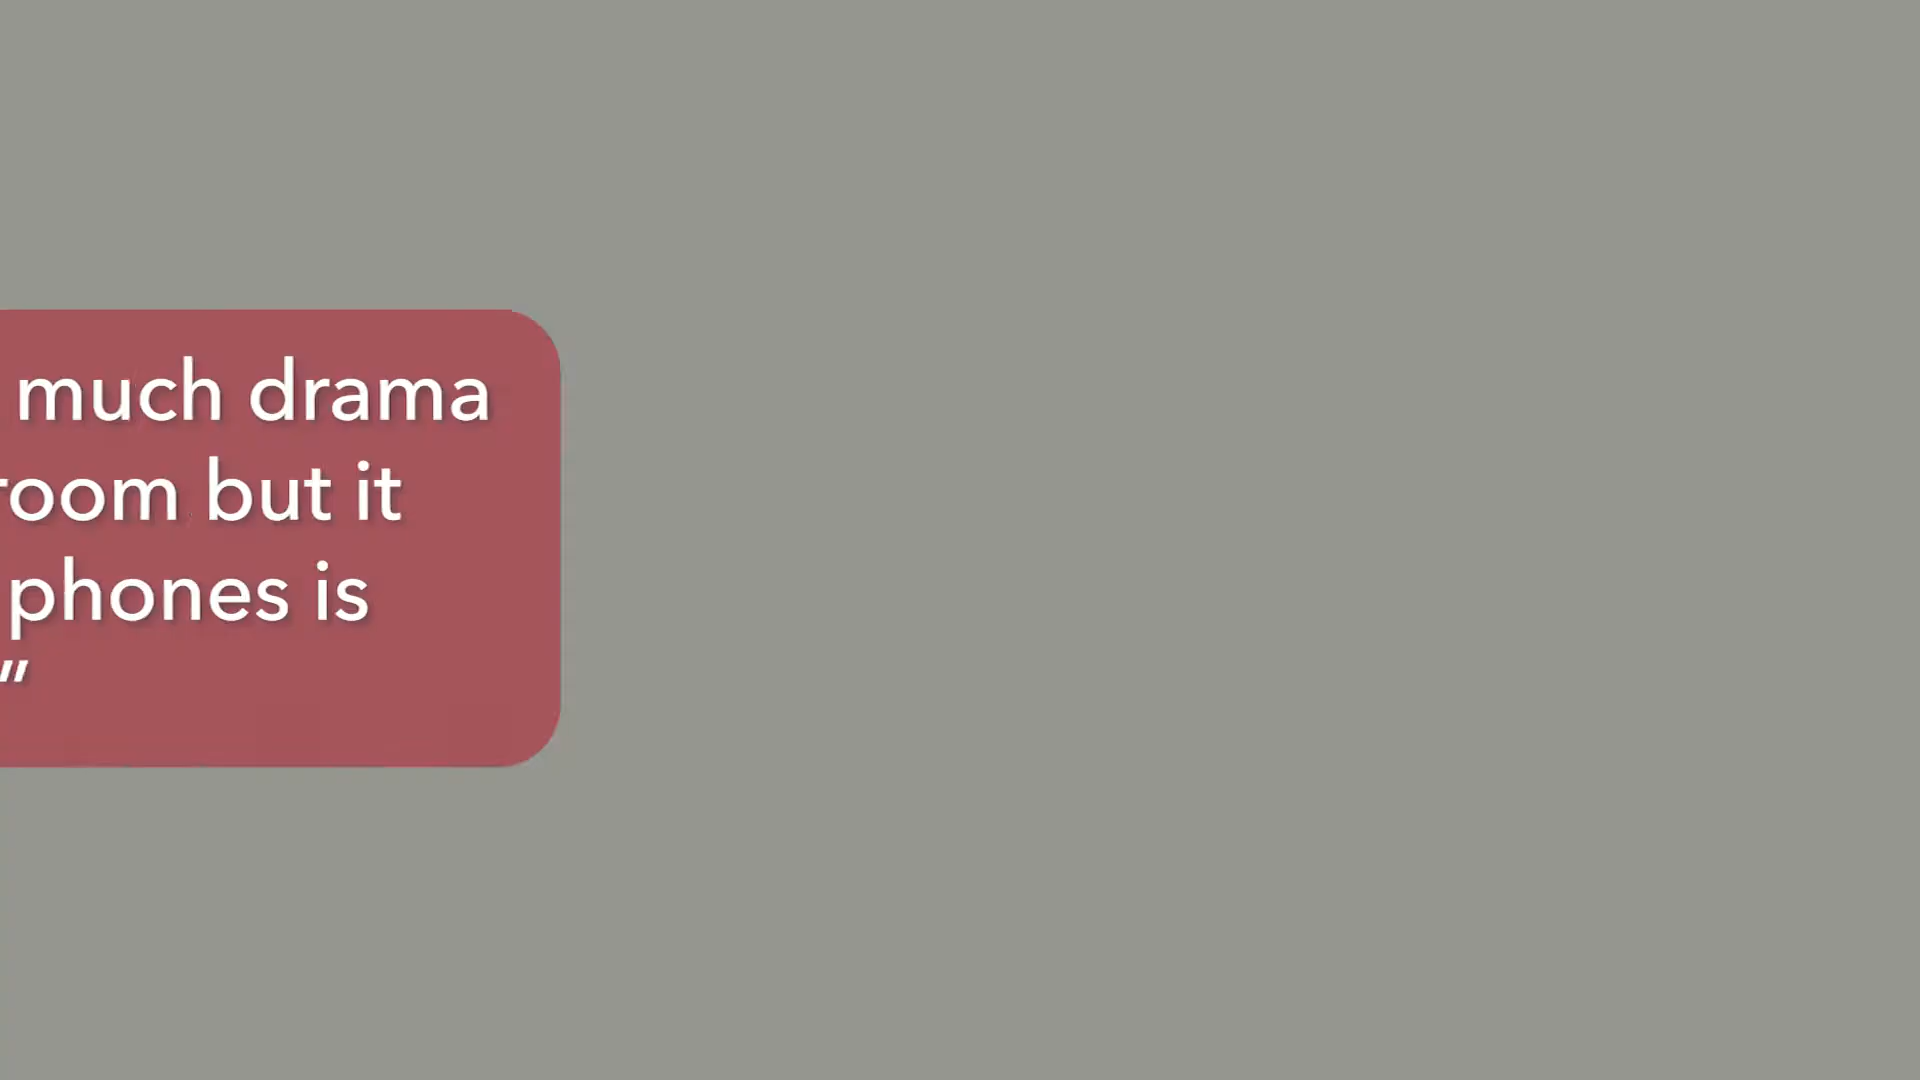 much drama
room but it
phones is
"